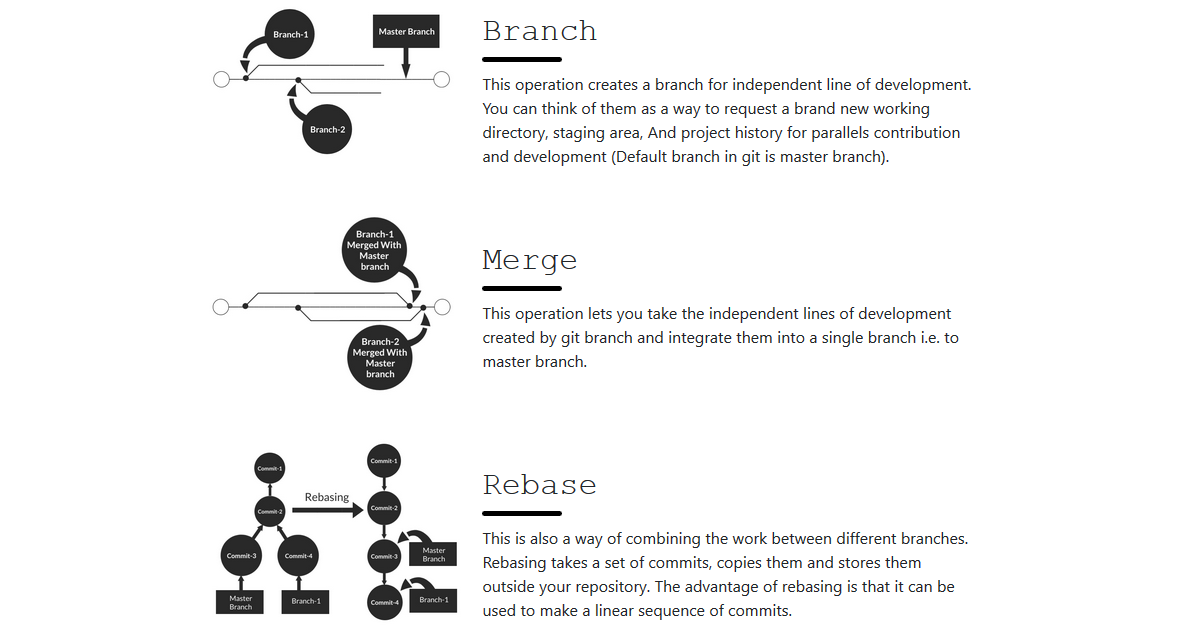 Branch-1
Master Branch
Branch-2
Branch
This operation creates a branch for independent line of development.
You can think of them as a way to request a brand new working
directory, staging area, And project history for parallels contribution
and development (Default branch in git is master branch).
Branch-1
Merged With
Master
branch
Branch-2
Merged With
Master
branch
Merge
This operation lets you take the independent lines of development
created by git branch and integrate them into a single branch i.e. to
master branch.
Commit-1
Commit-2
Commit-3
Commit-4
Master
Branch
Branch-1
Rebasing
Commit-1
Commit-2
Commit-3
Master
Branch
Commit-4
Branch-1
Rebase
This is also a way of combining the work between different branches.
Rebasing takes a set of commits, copies them and stores them
outside your repository. The advantage of rebasing is that it can be
used to make a linear sequence of commits.